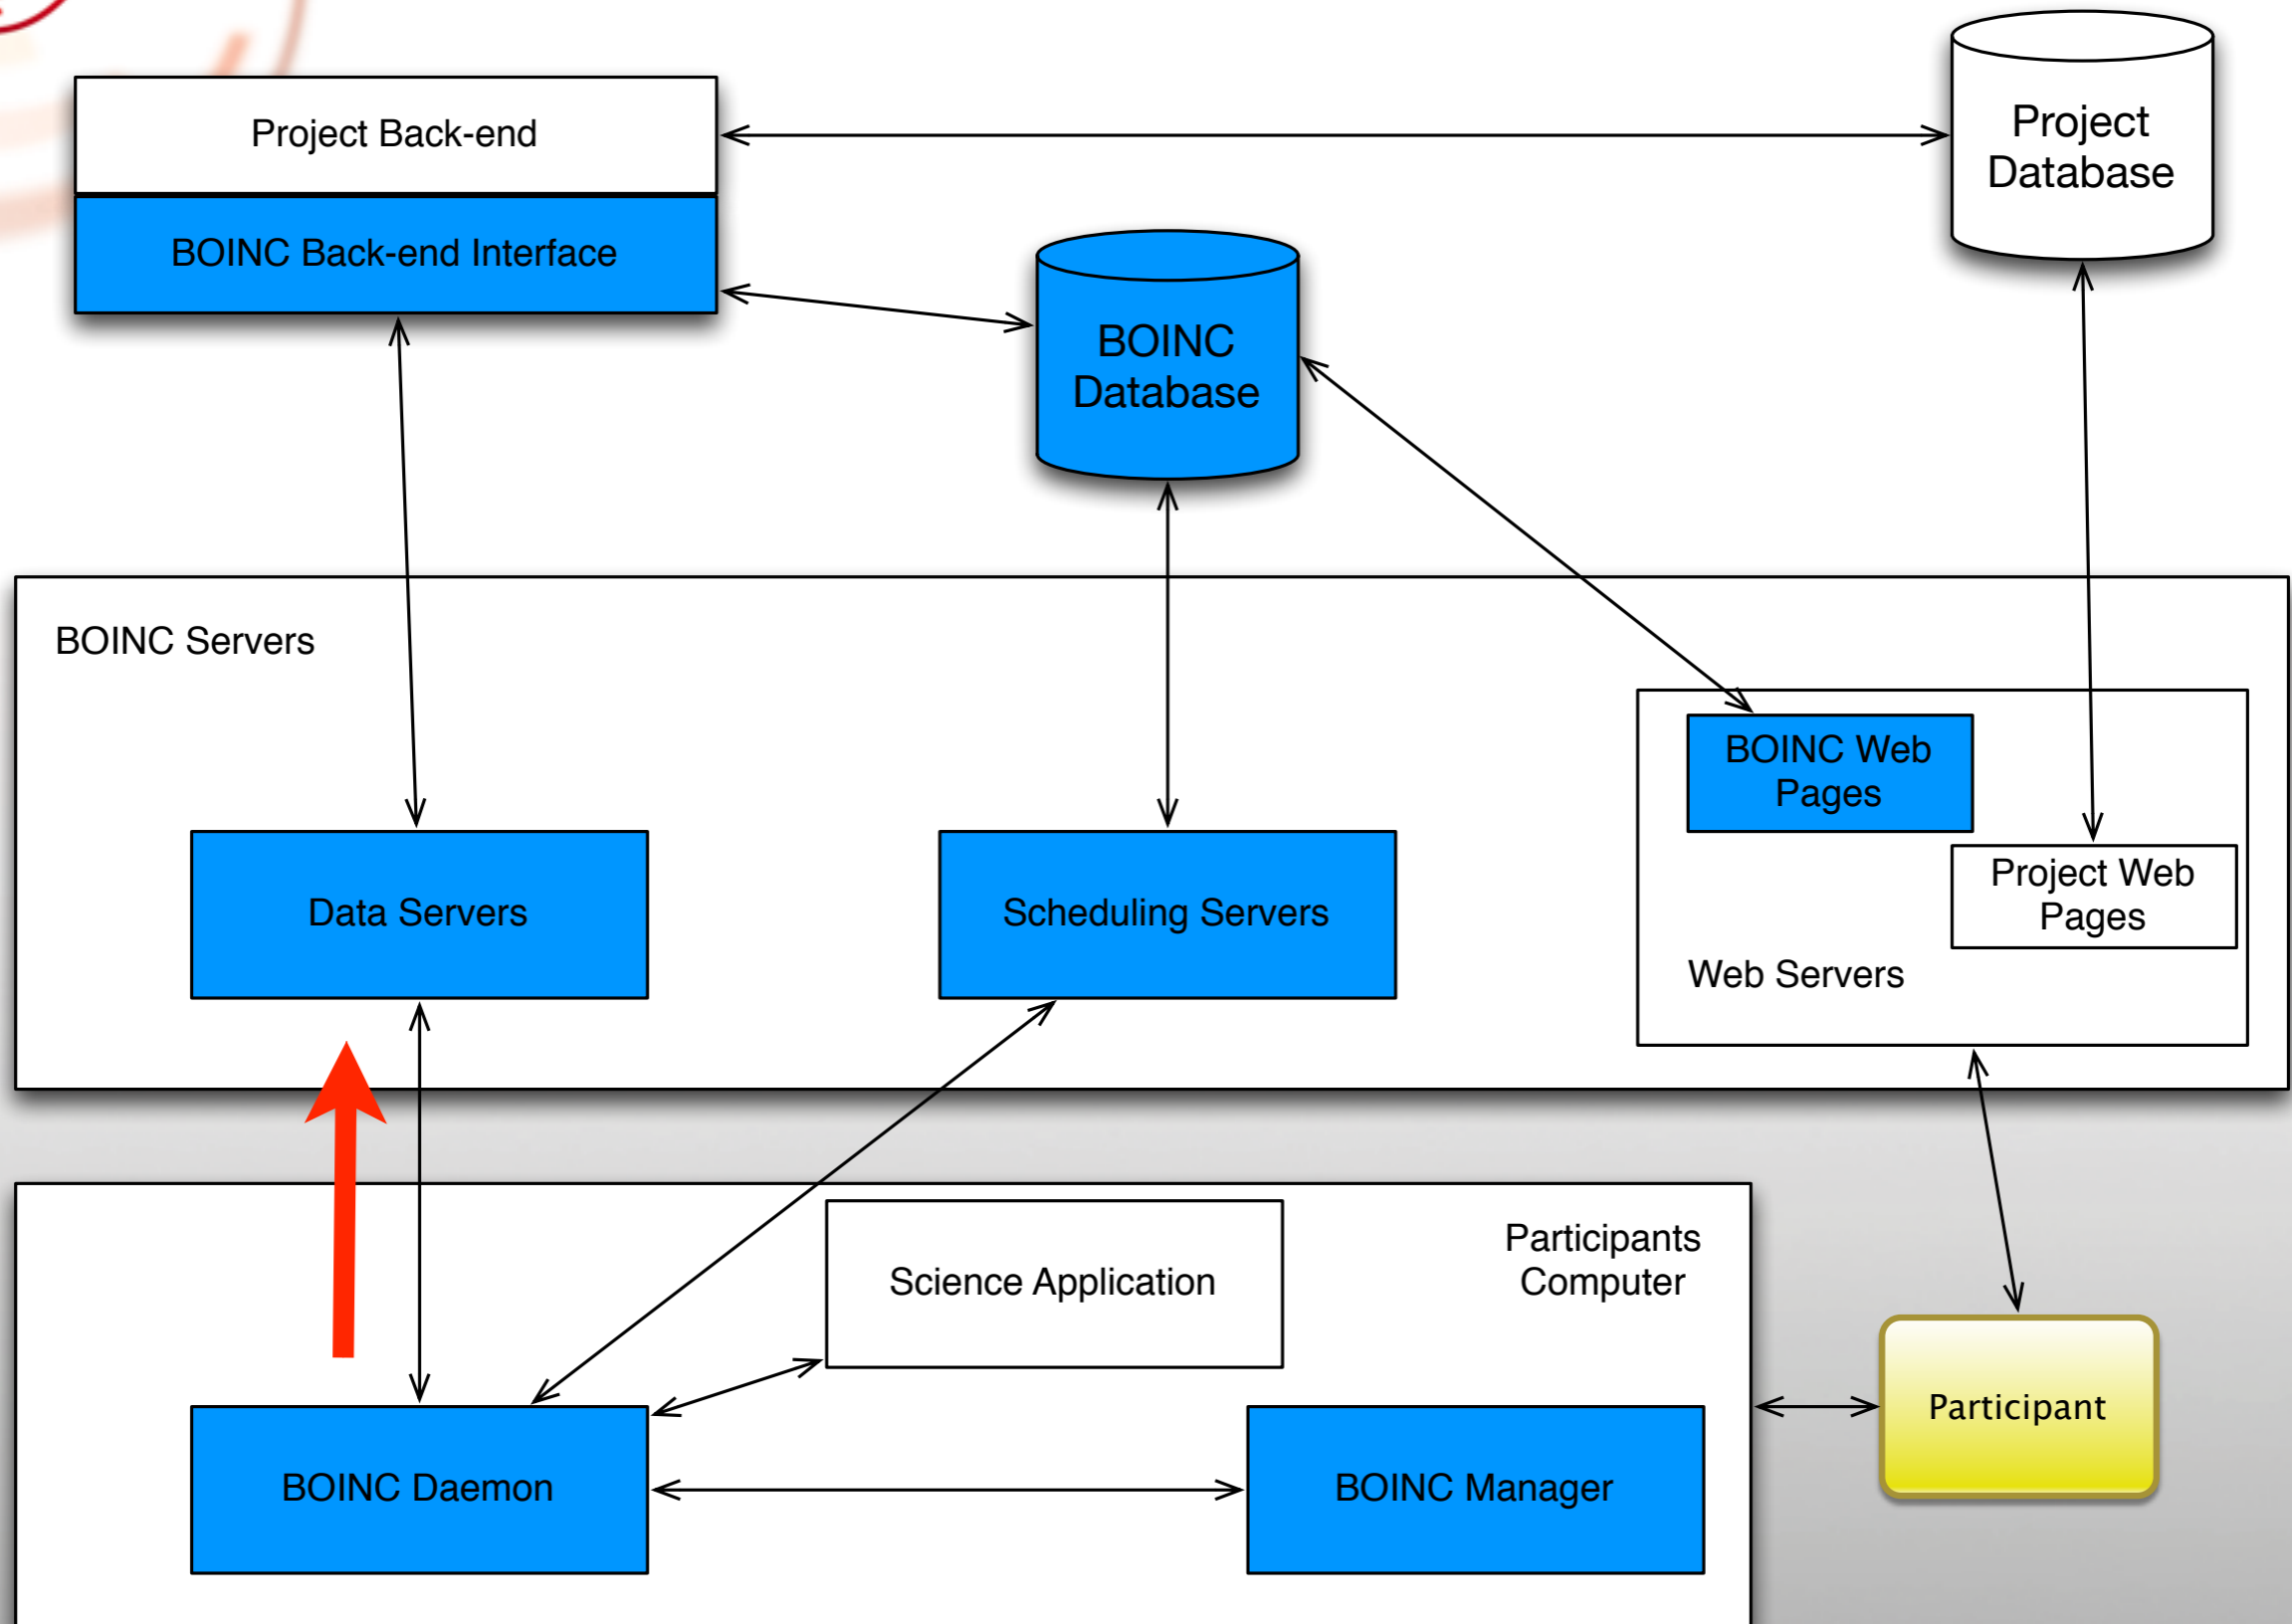 Project Back-end
Project
Database
BOINC Back-end Interface
BOINC
Database
BOINC Servers
BOINC Web
Pages
Data Servers
Scheduling Servers
Project Web
Pages
Web Servers
Science Application
Participants
Computer
Participant
BOINC Daemon
BOINC Manager